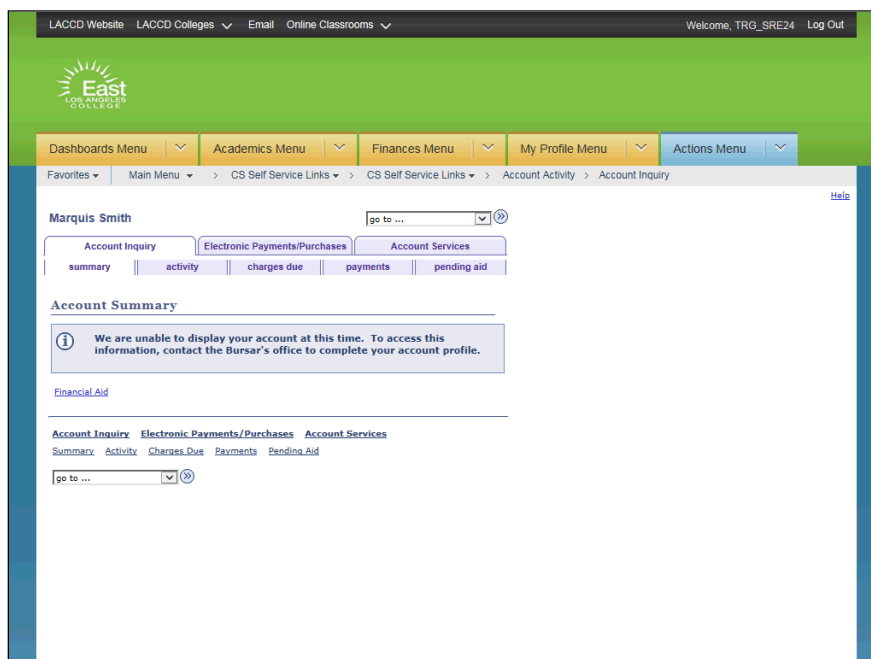 LACCD Website LACCD Colleges Email Online Classrooms Welcome, TRG_SRE24 Log Out
East
LOS ANGELES
COLLEGE
Dashboards Menu Academics Menu Finances Menu My Profile Menu Actions Menu
Favorites Main Menu > CS Self Service Links > CS Self Service Links > Account Activity > Account Inquiry
Help
Marquis Smith go to ...
Account Inquiry Electronic Payments/Purchases Account Services
summary activity charges due payments pending aid
Account Summary
We are unable to display your account at this time. To access this
information, contact the Bursar's office to complete your account profile.
Financial Aid
Account Inquiry Electronic Payments/Purchases Account Services
Summary Activity Charges Due Payments Pending Aid
go to ...